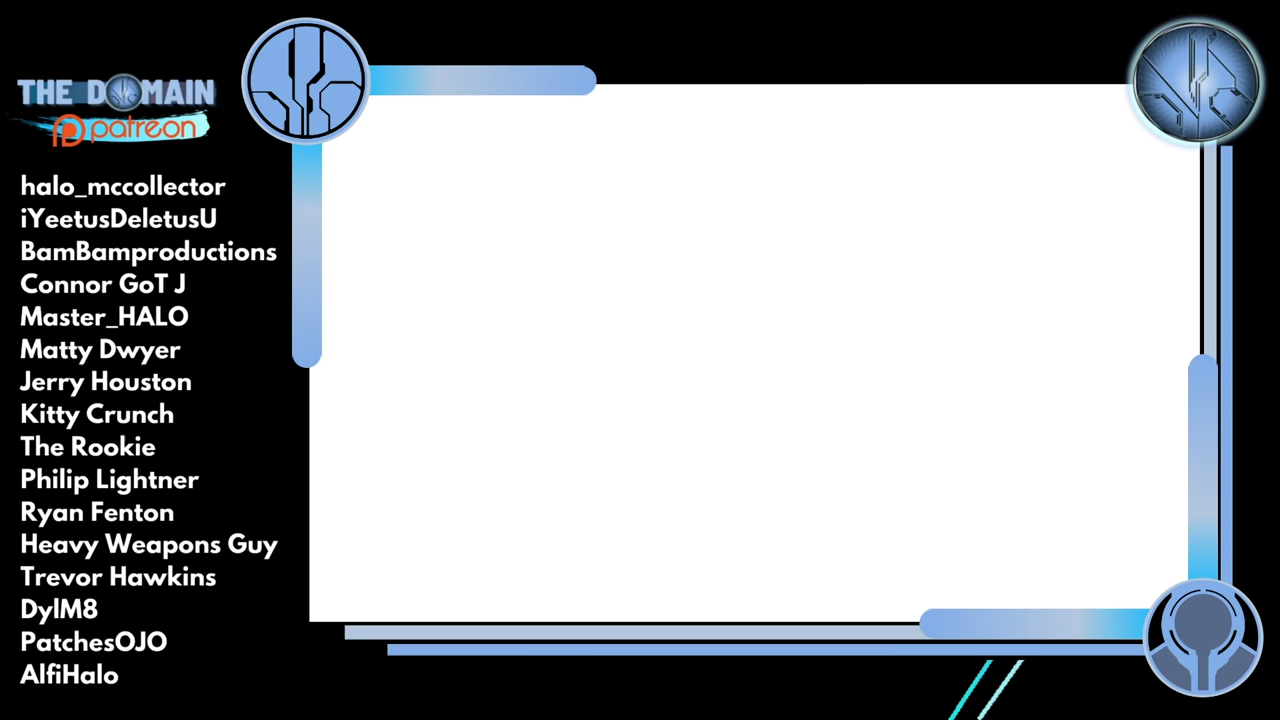 THE DOMAIN
patreon
halo_mccollector
iYeetusDeletusU
BamBamproductions
Connor GoT J
Master_HALO
Matty Dwyer
Jerry Houston
Kitty Crunch
The Rookie
Philip Lightner
Ryan Fenton
Heavy Weapons Guy
Trevor Hawkins
DylM8
PatchesOJO
AlfiHalo